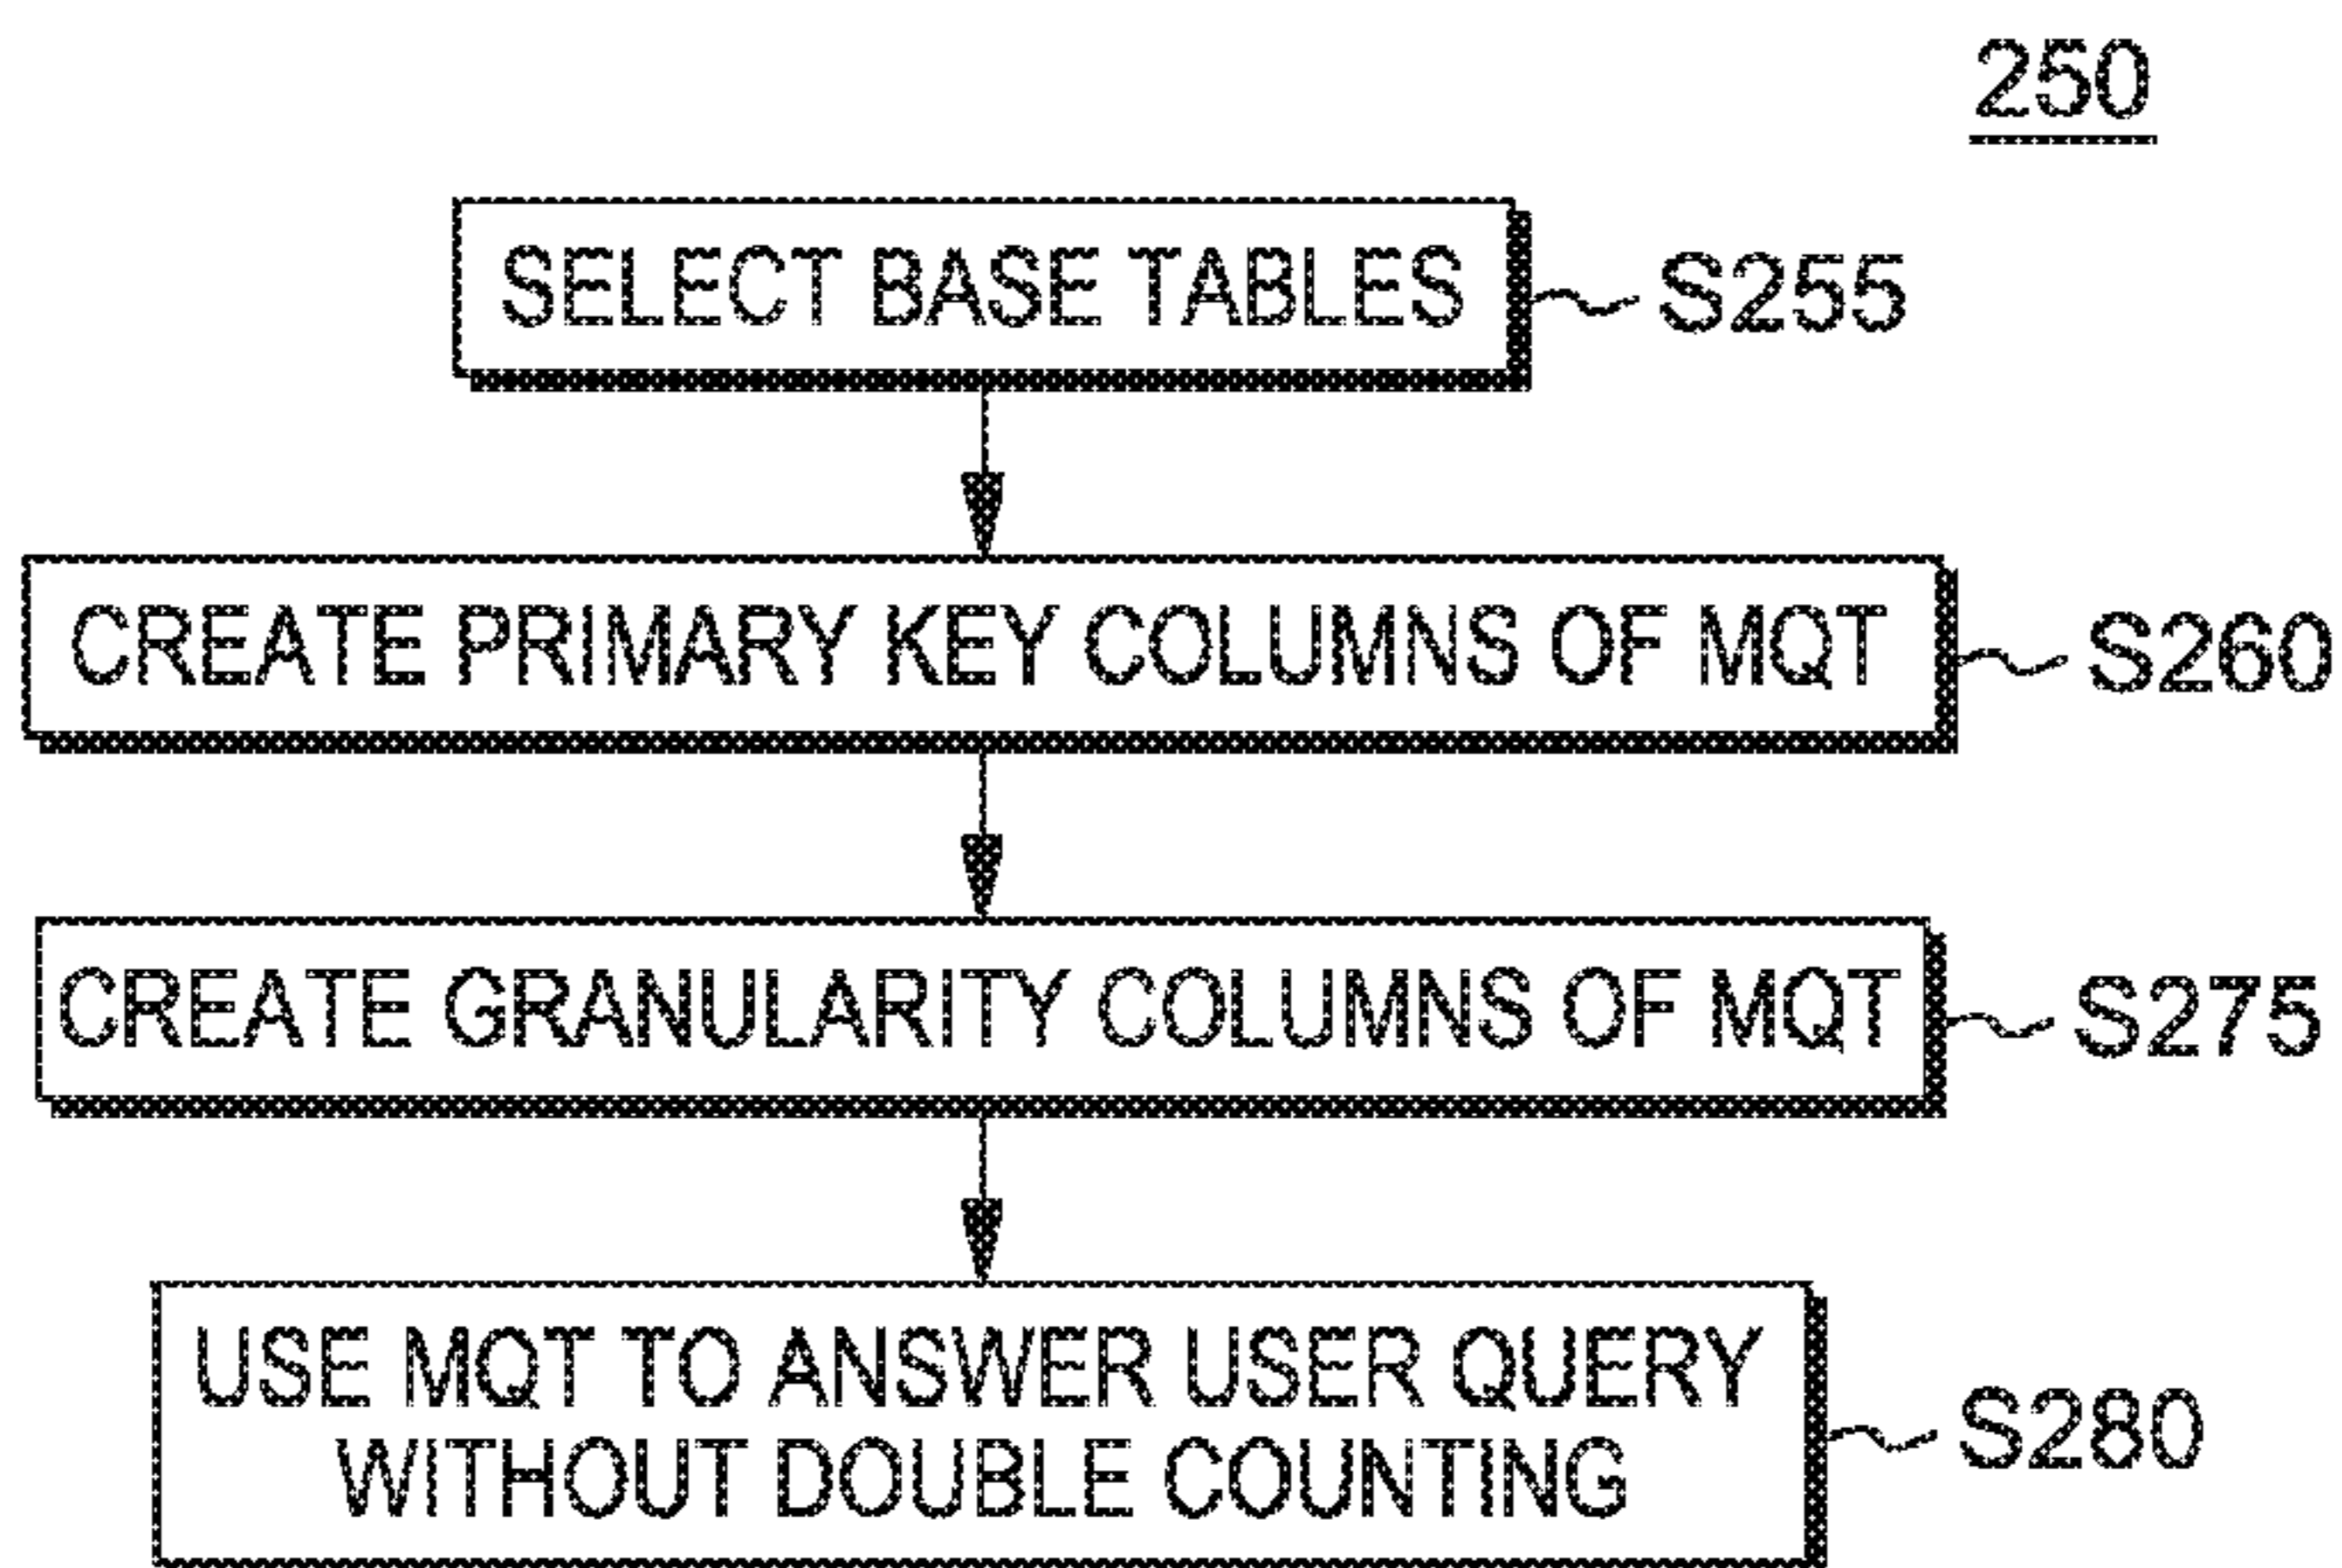 250
SELECT BASE TABLES
S255
CREATE PRIMARY KEY COLUMNS OF MQT
S260
CREATE GRANULARITY COLUMNS OF MQT
S275
USE MQT TO ANSWER USER QUERY
WITHOUT DOUBLE COUNTING
S280